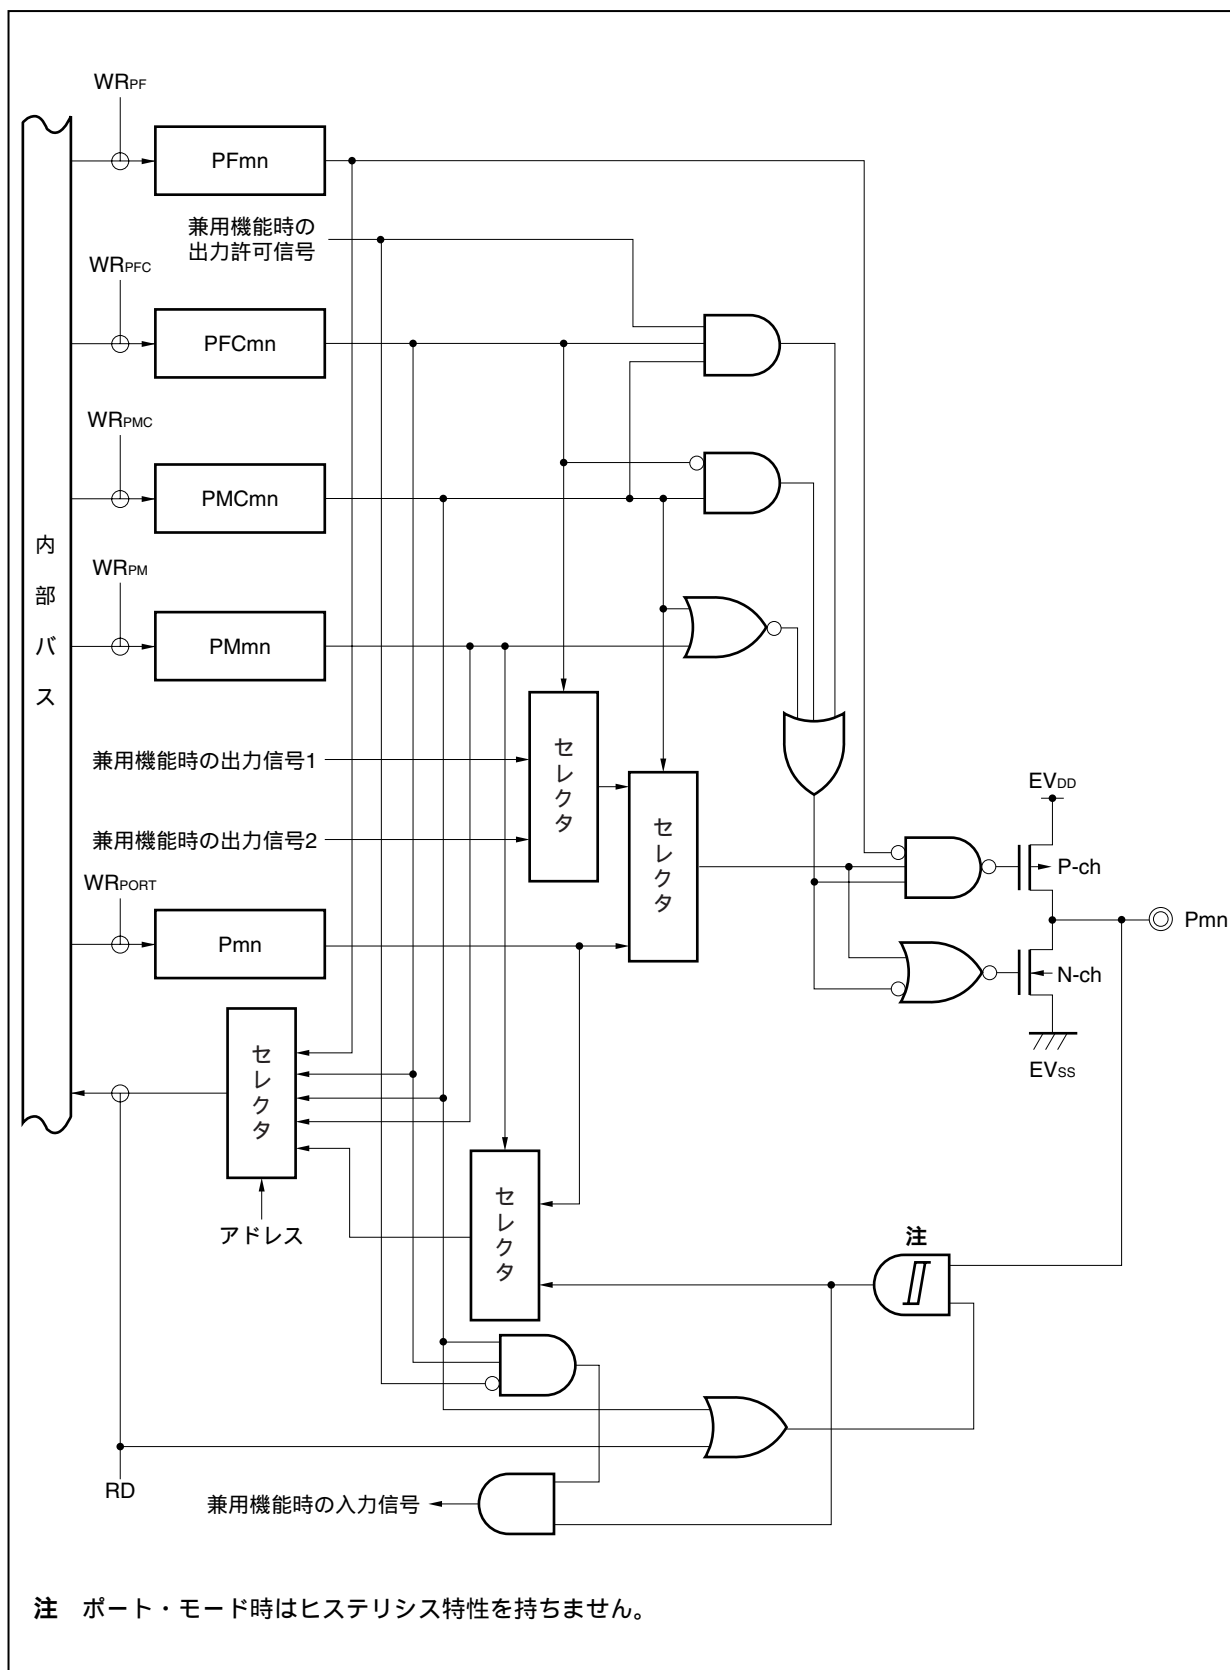 WRPF
PFmn
兼用機能時の
出力許可信号
WRPFC
PFCmn
WRPMC
PMCmn
内部バス
WRPM
PMmn
兼用機能時の出力信号1
セレクタ
兼用機能時の出力信号2
セレクタ
EVDD
P-ch
WRPORT
Pmn
Pmn
N-ch
EVSS
セレクタ
アドレス
セレクタ
注
RD
兼用機能時の入力信号
注 ポート・モード時はヒステリシス特性を持ちません。